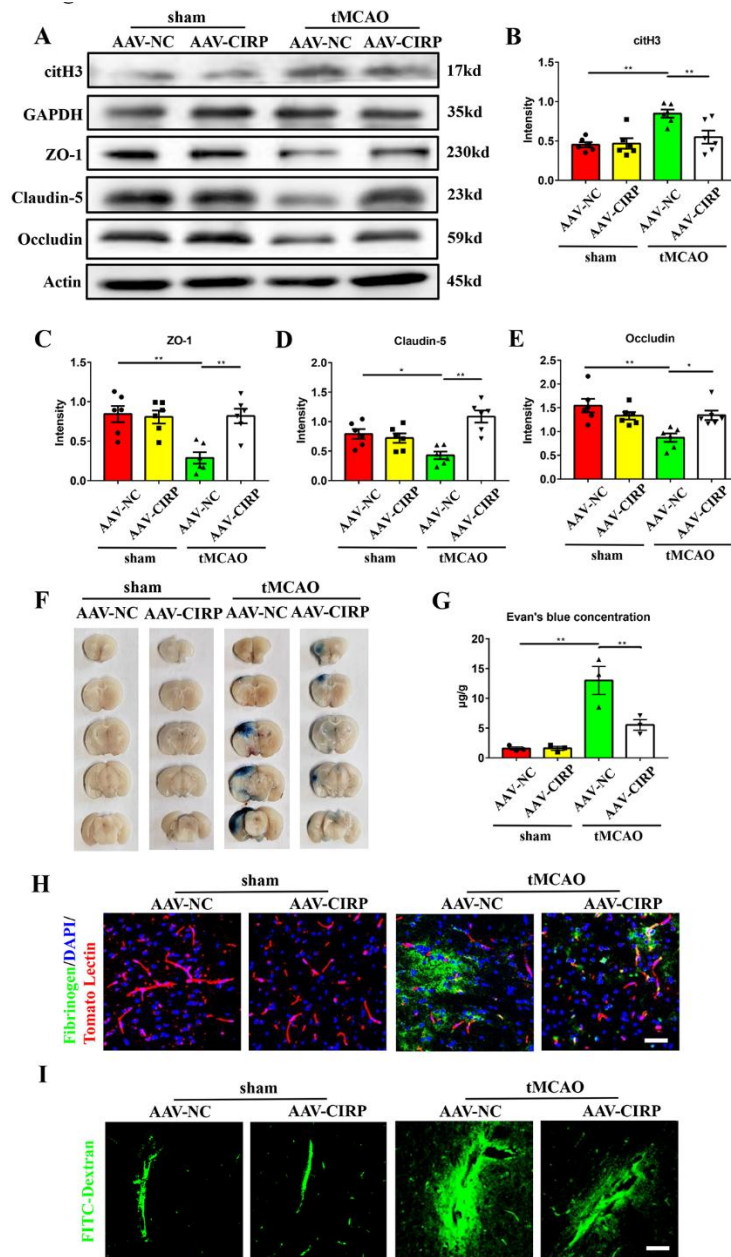 sham tMCAO
A AAV-NC AAV-CIRP AAV-NC AAV-CIRP
citH3 17kd
GAPDH 35kd
ZO-1 230kd
Claudin-5 23kd
Occludin 59kd
Actin 45kd
B citH3
** **
Intensity
1.5
1.0
0.5
0.0
AAV-NC AAV-CIRP AAV-NC AAV-CIRP
sham tMCAO
C ZO-1
** **
Intensity
1.5
1.0
0.5
0.0
AAV-NC AAV-CIRP AAV-NC AAV-CIRP
sham tMCAO
D Claudin-5
* **
Intensity
2.0
1.5
1.0
0.5
0.0
AAV-NC AAV-CIRP AAV-NC AAV-CIRP
sham tMCAO
E Occludin
** *
Intensity
2.5
2.0
1.5
1.0
0.5
0.0
AAV-NC AAV-CIRP AAV-NC AAV-CIRP
sham tMCAO
F sham tMCAO
AAV-NC AAV-CIRP AAV-NC AAV-CIRP
G Evan's blue concentration
** **
µg/g
20
15
10
5
0
AAV-NC AAV-CIRP AAV-NC AAV-CIRP
sham tMCAO
H sham tMCAO
AAV-NC AAV-CIRP AAV-NC AAV-CIRP
Fibrinogen/DAPI/
Tomato Lectin
I sham tMCAO
AAV-NC AAV-CIRP AAV-NC AAV-CIRP
FITC-Dextran